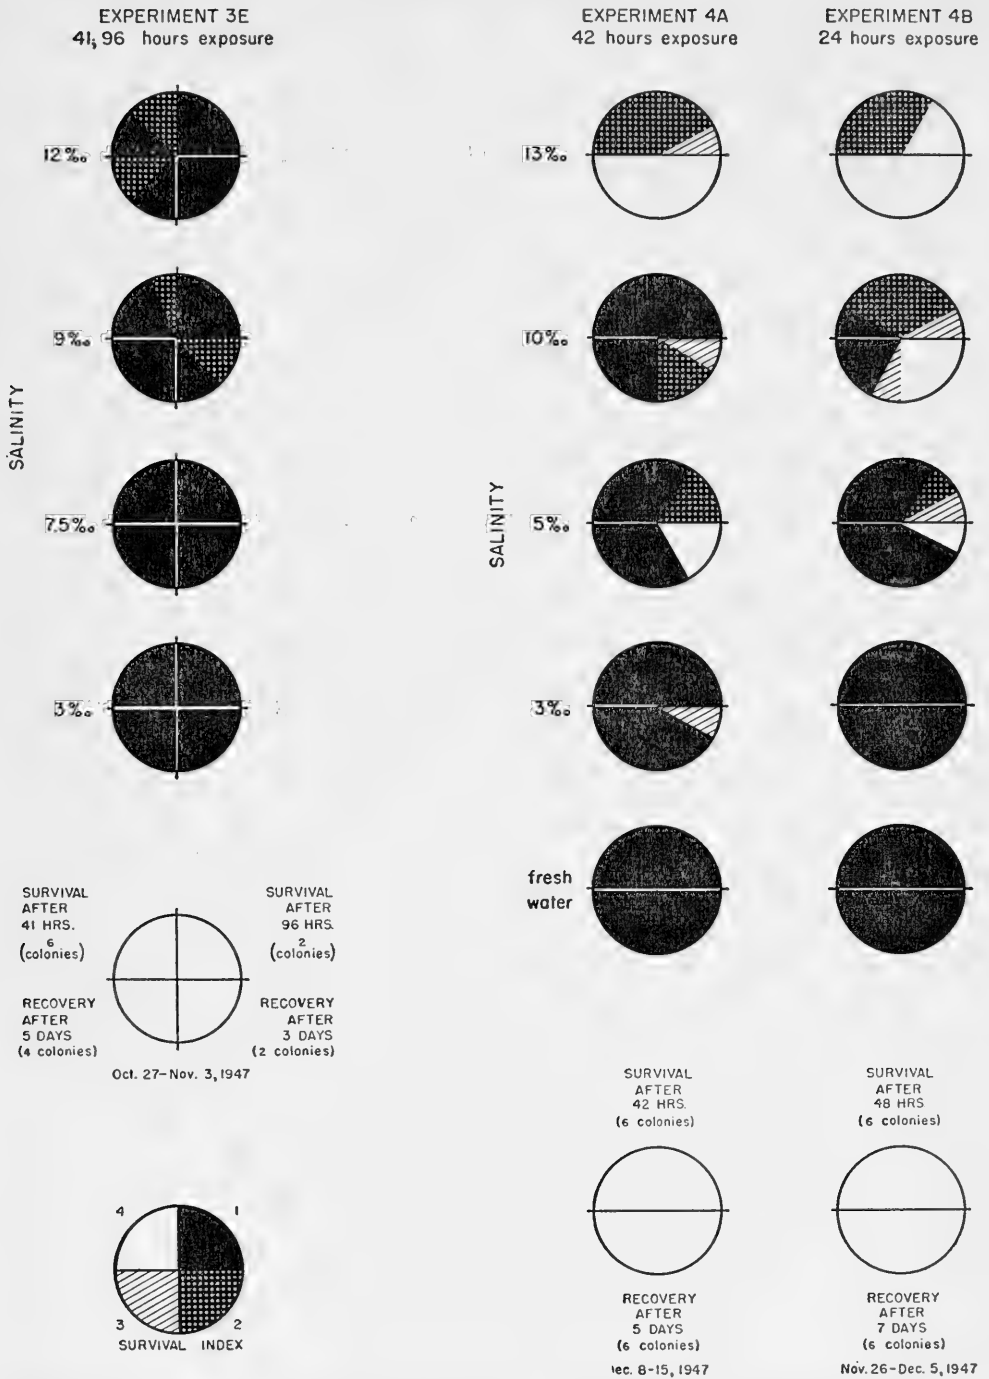 EXPERIMENT 3E
41, 96 hours exposure
EXPERIMENT 4A
42 hours exposure
EXPERIMENT 4B
24 hours exposure
SALINITY
12‰
9‰
7.5‰
3‰
SALINITY
13‰
10‰
5‰
3‰
fresh
water
SURVIVAL
AFTER
41 HRS.
6
(colonies)
SURVIVAL
AFTER
96 HRS.
2
(colonies)
RECOVERY
AFTER
5 DAYS
(4 colonies)
RECOVERY
AFTER
3 DAYS
(2 colonies)
Oct. 27–Nov. 3, 1947
4
1
3
2
SURVIVAL INDEX
SURVIVAL
AFTER
42 HRS.
(6 colonies)
RECOVERY
AFTER
5 DAYS
(6 colonies)
ec. 8-15, 1947
SURVIVAL
AFTER
48 HRS
(6 colonies)
RECOVERY
AFTER
7 DAYS
(6 colonies)
Nov. 26-Dec. 5, 1947